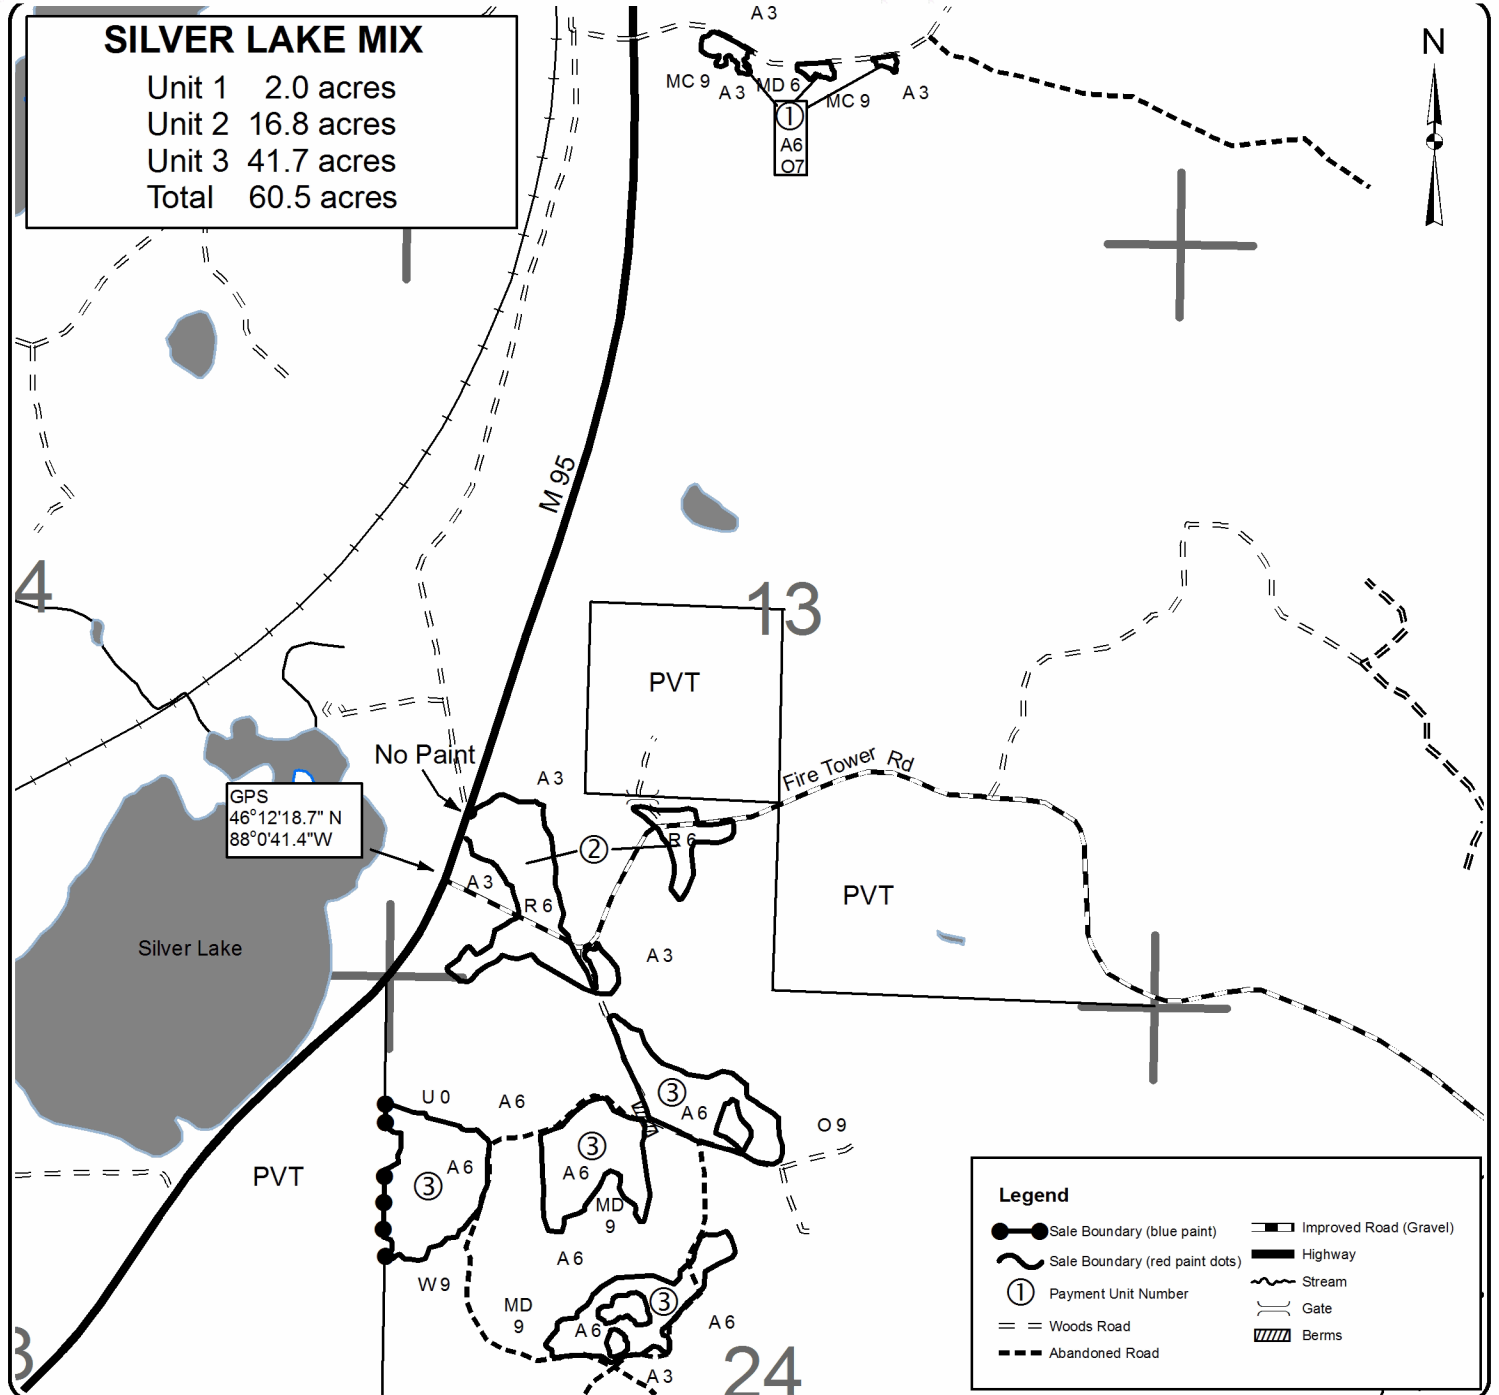 SILVER LAKE MIX
Unit 1 2.0 acres
Unit 2 16.8 acres
Unit 3 41.7 acres
Total 60.5 acres
A 3
N
MC 9
A 3
MD 6
MC 9
A 3
1
A6
O7
M 95
4
13
PVT
No Paint
A 3
Fire Tower Rd
GPS
46°12'18.7" N
88°0'41.4"W
2
R 6
A 3
R 6
PVT
Silver Lake
A 3
U 0
A 6
3
A 6
O 9
PVT
A 6
3
3
A 6
MD
9
A 6
W 9
MD
9
3
A 6
A 6
A 3
24
3
Legend
Sale Boundary (blue paint)
Sale Boundary (red paint dots)
1 Payment Unit Number
Woods Road
Abandoned Road
Improved Road (Gravel)
Highway
Stream
Gate
Berms